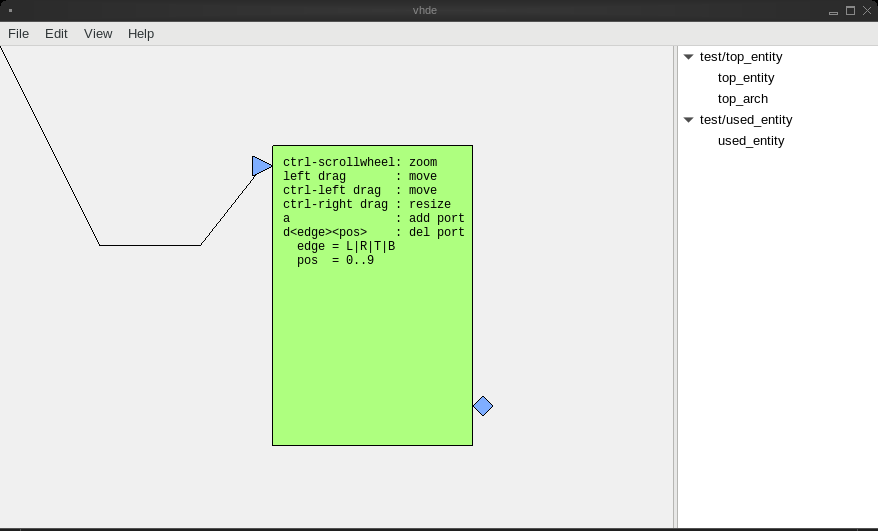 vhde
File Edit View Help
test/top_entity
top_entity
top_arch
test/used_entity
used_entity
ctrl-scrollwheel: zoom
left drag       : move
ctrl-left drag  : move
ctrl-right drag : resize
a               : add port
d<edge><pos>    : del port
  edge = L|R|T|B
  pos  = 0..9